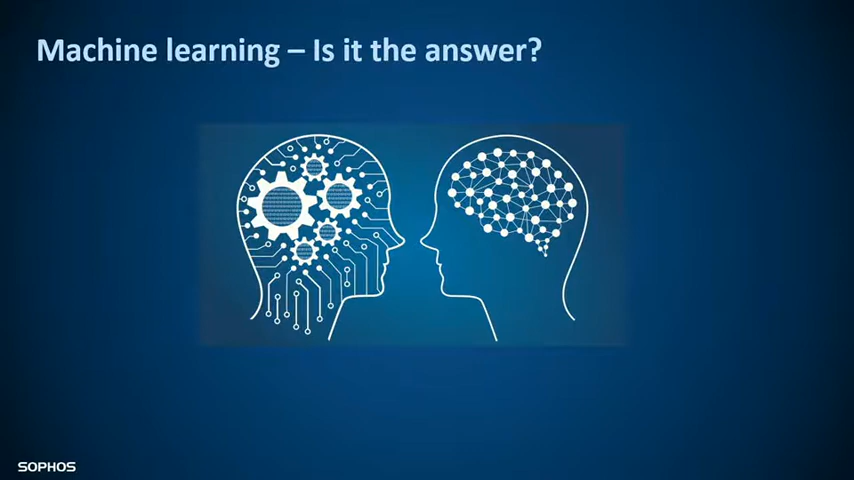 Machine learning – Is it the answer?
SOPHOS